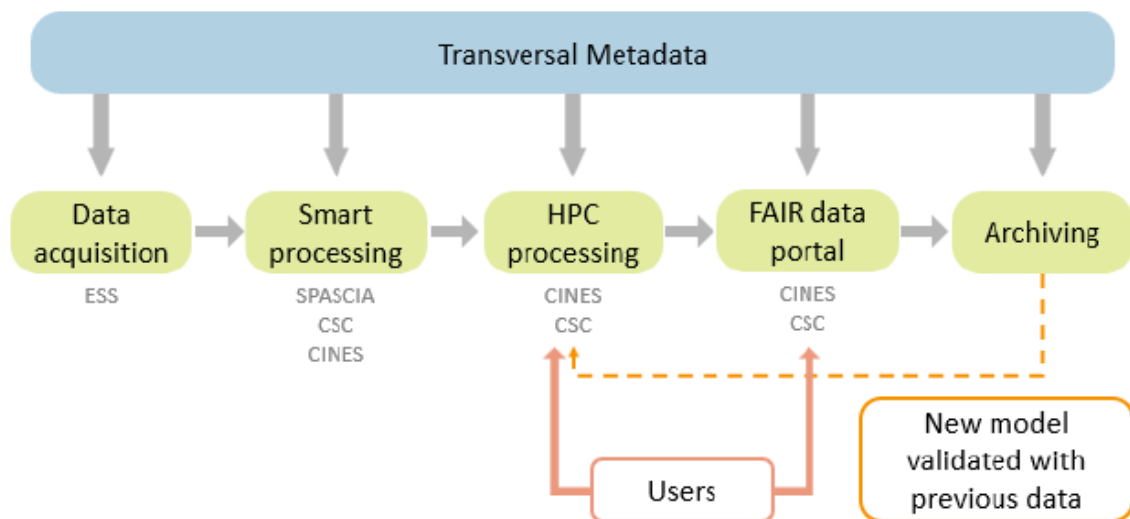 Transversal Metadata
Data
acquisition
Smart
processing
HPC
processing
FAIR data
portal
Archiving
ESS
SPASCIA
CSC
CINES
CINES
CSC
CINES
CSC
Users
New model
validated with
previous data